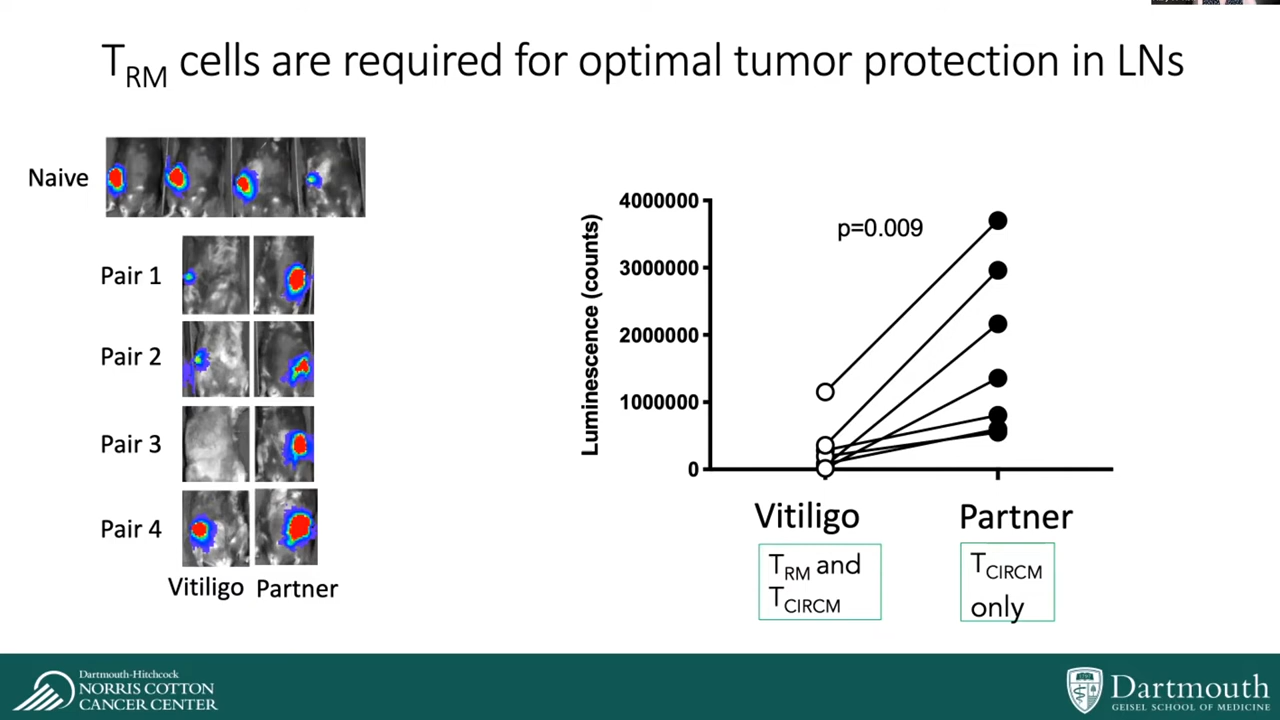 TRM cells are required for optimal tumor protection in LNs
Naive
Pair 1
Pair 2
Pair 3
Pair 4
Vitiligo Partner
Luminescence (counts)
4000000
3000000
2000000
1000000
0
p=0.009
Vitiligo
Partner
TRM and
TCIRCM
TCIRCM
only
Dartmouth-Hitchcock
NORRIS COTTON
CANCER CENTER
Dartmouth
GEISEL SCHOOL OF MEDICINE